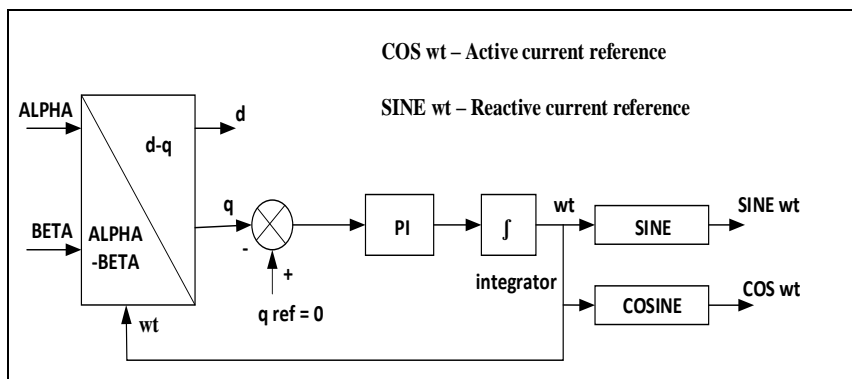 COS wt – Active current reference
SINE wt – Reactive current reference
ALPHA
BETA
d-q
ALPHA
-BETA
d
q
-
+
q ref = 0
PI
∫
integrator
wt
SINE
SINE wt
COSINE
COS wt
wt